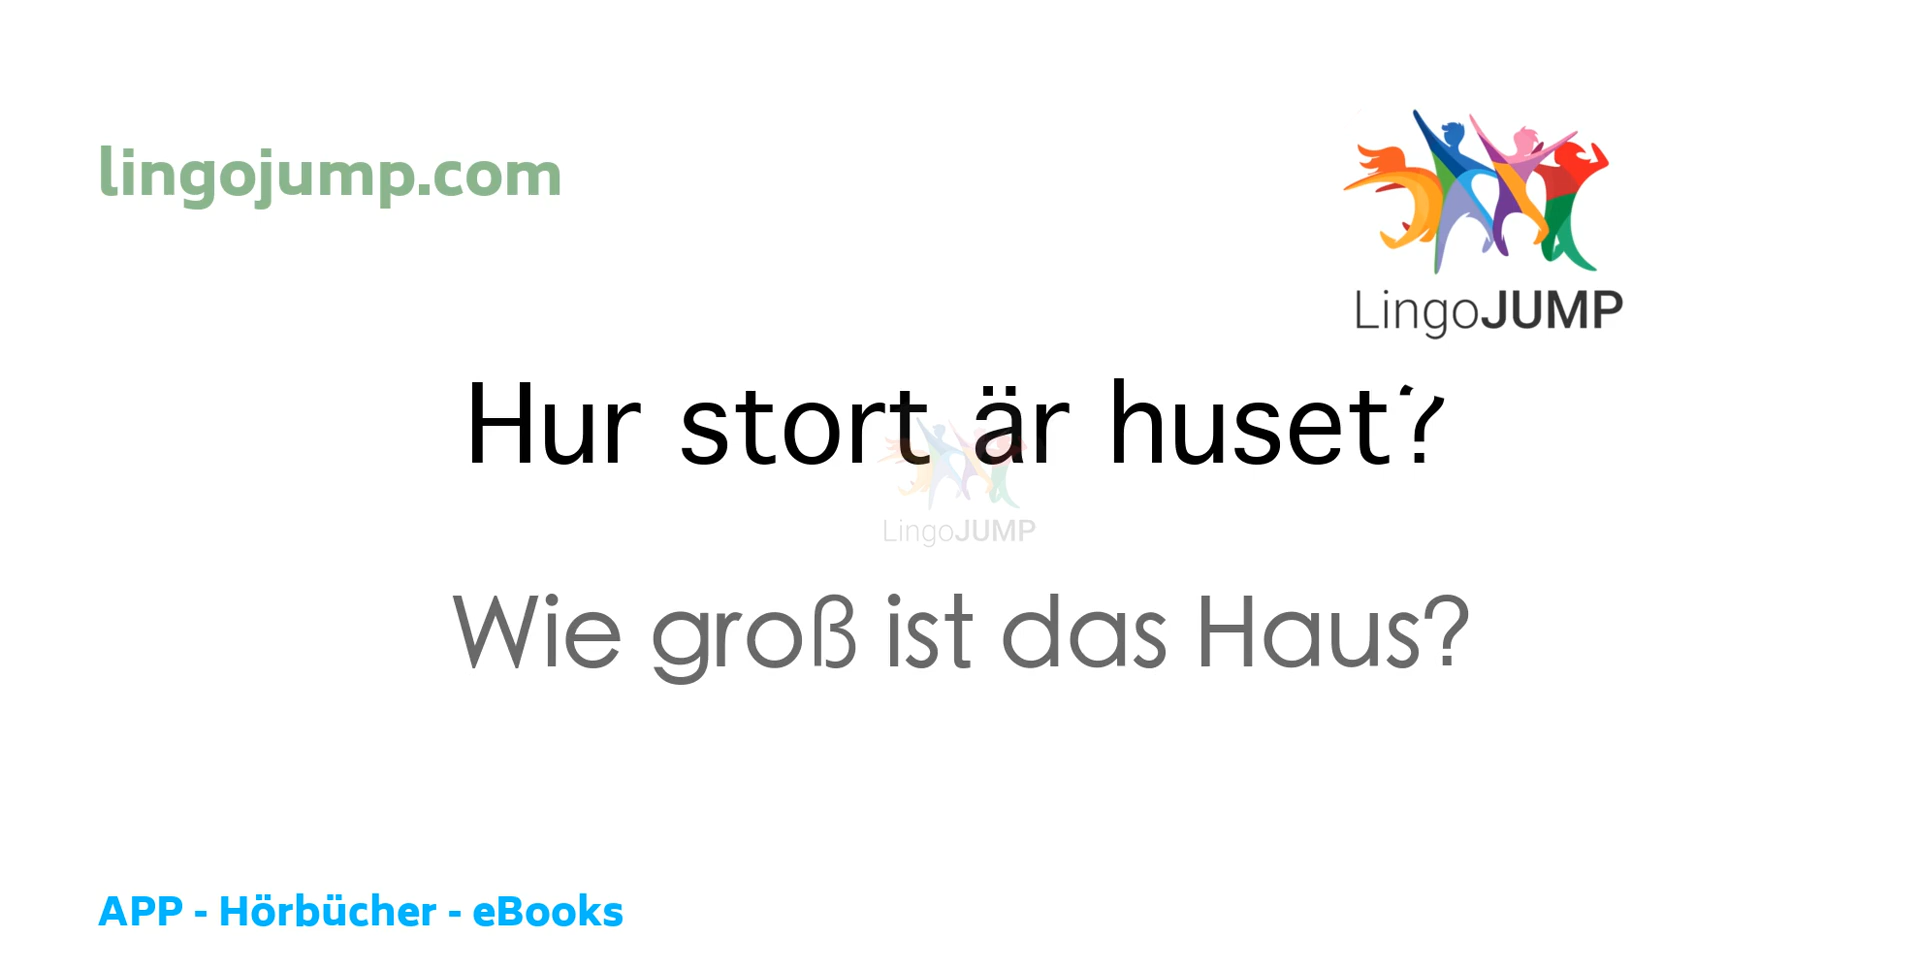 lingojump.com
LingoJUMP
Hur stort är huset?
LingoJUMP
Wie groß ist das Haus?
APP - Hörbücher - eBooks